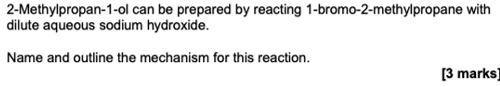 2-Methylpropan-1-ol can be prepared by reacting 1-bromo-2-methylpropane with
dilute aqueous sodium hydroxide.
Name and outline the mechanism for this reaction.
[3 marks]